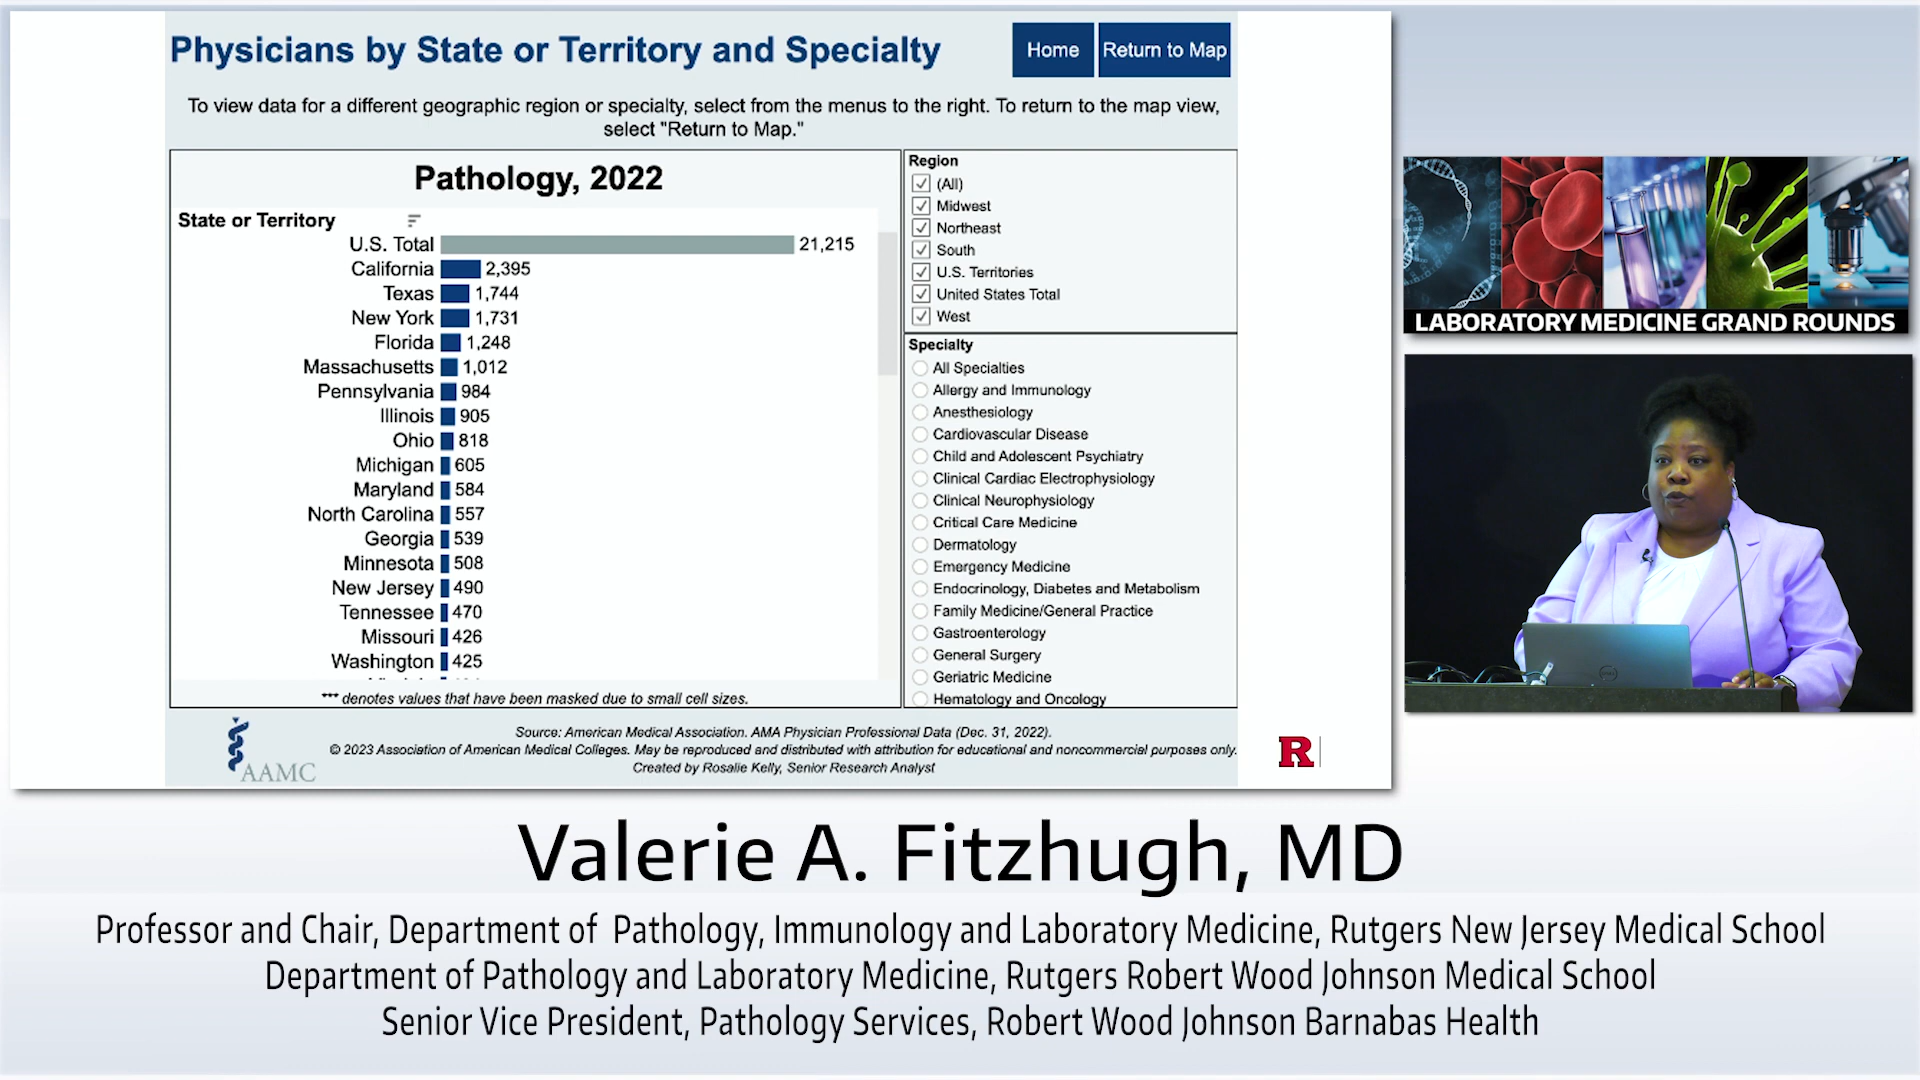 Physicians by State or Territory and Specialty
Home
Return to Map
To view data for a different geographic region or specialty, select from the menus to the right. To return to the map view,
select "Return to Map."
Pathology, 2022
State or Territory
U.S. Total 21,215
California 2,395
Texas 1,744
New York 1,731
Florida 1,248
Massachusetts 1,012
Pennsylvania 984
Illinois 905
Ohio 818
Michigan 605
Maryland 584
North Carolina 557
Georgia 539
Minnesota 508
New Jersey 490
Tennessee 470
Missouri 426
Washington 425
*** denotes values that have been masked due to small cell sizes.
Region
(All)
Midwest
Northeast
South
U.S. Territories
United States Total
West
Specialty
All Specialties
Allergy and Immunology
Anesthesiology
Cardiovascular Disease
Child and Adolescent Psychiatry
Clinical Cardiac Electrophysiology
Clinical Neurophysiology
Critical Care Medicine
Dermatology
Emergency Medicine
Endocrinology, Diabetes and Metabolism
Family Medicine/General Practice
Gastroenterology
General Surgery
Geriatric Medicine
Hematology and Oncology
AAMC
Source: American Medical Association. AMA Physician Professional Data (Dec. 31, 2022).
© 2023 Association of American Medical Colleges. May be reproduced and distributed with attribution for educational and noncommercial purposes only.
Created by Rosalie Kelly, Senior Research Analyst
R
LABORATORY MEDICINE GRAND ROUNDS
Valerie A. Fitzhugh, MD
Professor and Chair, Department of Pathology, Immunology and Laboratory Medicine, Rutgers New Jersey Medical School
Department of Pathology and Laboratory Medicine, Rutgers Robert Wood Johnson Medical School
Senior Vice President, Pathology Services, Robert Wood Johnson Barnabas Health